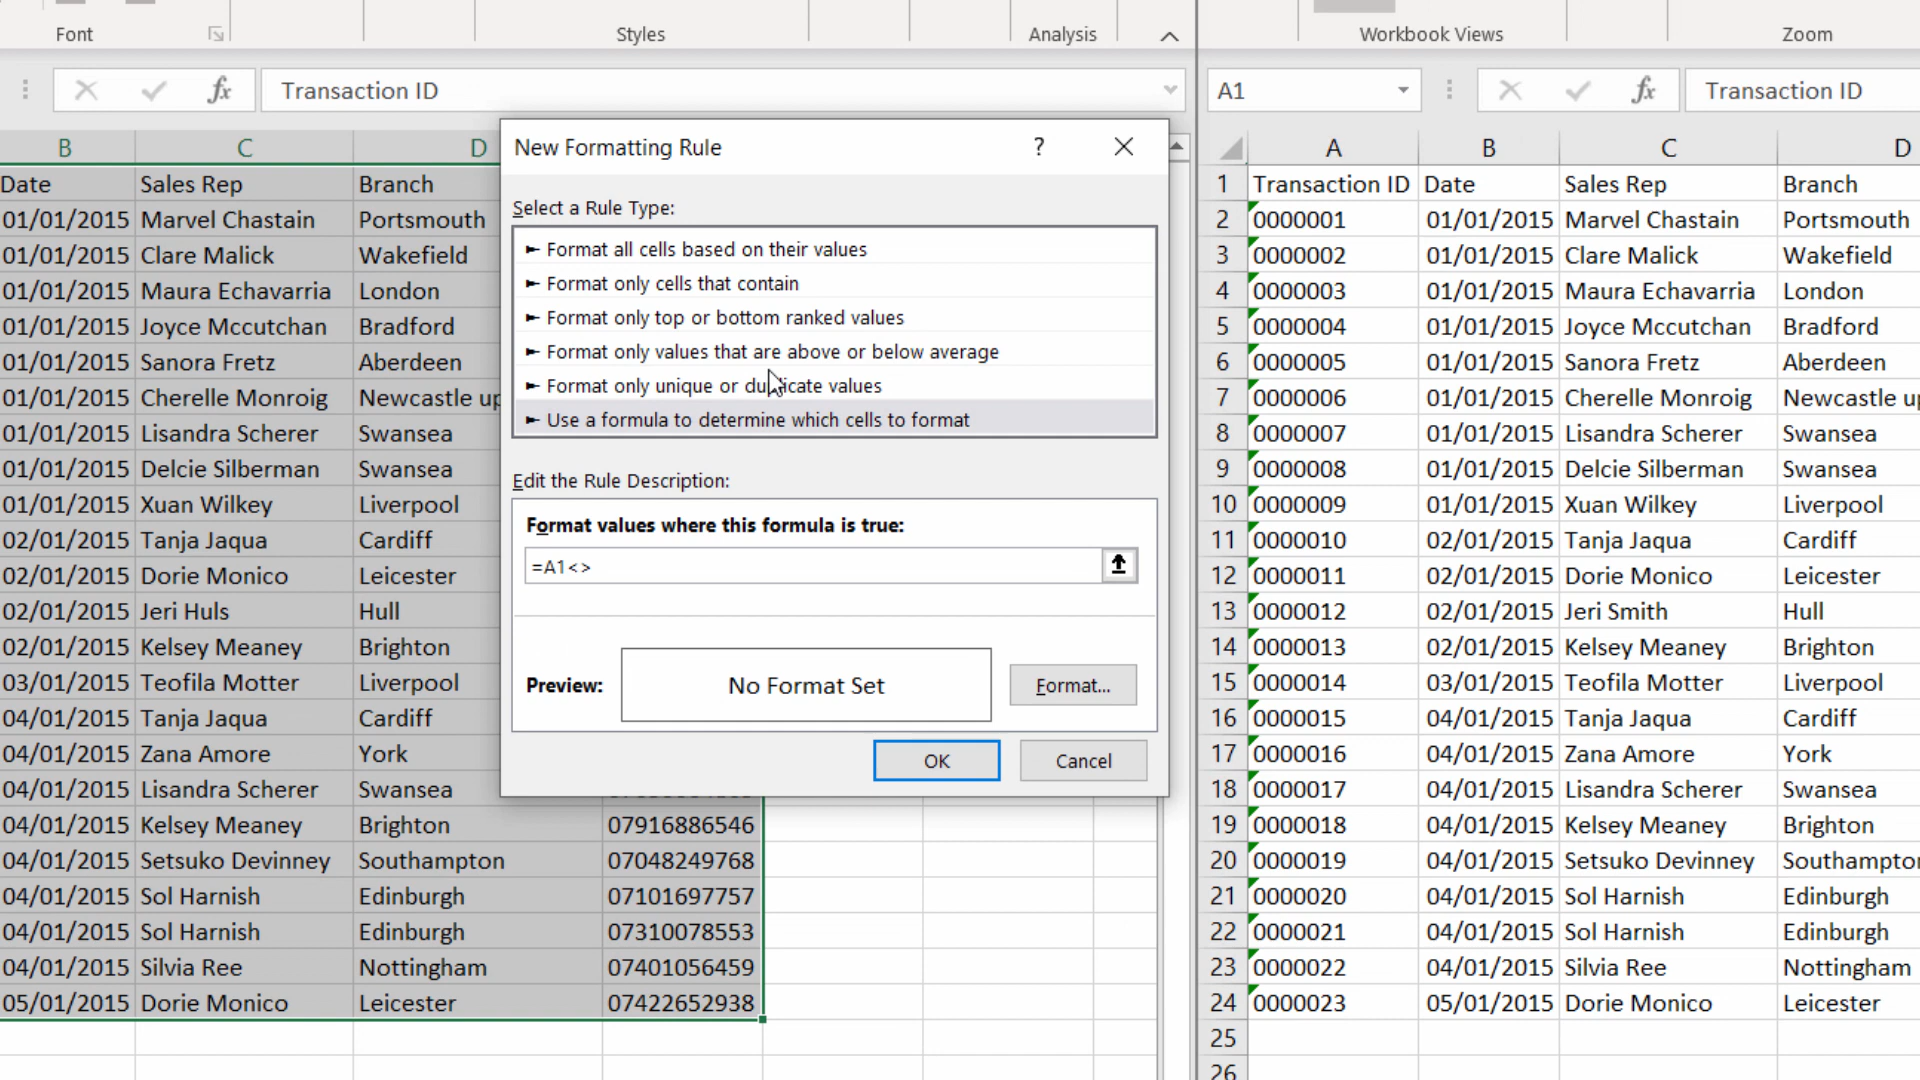 Font Styles Analysis Workbook Views Zoom
fx Transaction ID A1 fx Transaction ID
New Formatting Rule ?
Select a Rule Type:
► Format all cells based on their values
► Format only cells that contain
► Format only top or bottom ranked values
► Format only values that are above or below average
► Format only unique or duplicate values
► Use a formula to determine which cells to format
Edit the Rule Description:
Format values where this formula is true:
=A1<>
Preview: No Format Set Format...
OK Cancel
B C D
Date Sales Rep Branch
01/01/2015 Marvel Chastain Portsmouth
01/01/2015 Clare Malick Wakefield
01/01/2015 Maura Echavarria London
01/01/2015 Joyce Mccutchan Bradford
01/01/2015 Sanora Fretz Aberdeen
01/01/2015 Cherelle Monroig Newcastle up
01/01/2015 Lisandra Scherer Swansea
01/01/2015 Delcie Silberman Swansea
01/01/2015 Xuan Wilkey Liverpool
02/01/2015 Tanja Jaqua Cardiff
02/01/2015 Dorie Monico Leicester
02/01/2015 Jeri Huls Hull
02/01/2015 Kelsey Meaney Brighton
03/01/2015 Teofila Motter Liverpool
04/01/2015 Tanja Jaqua Cardiff
04/01/2015 Zana Amore York
04/01/2015 Lisandra Scherer Swansea
04/01/2015 Kelsey Meaney Brighton 07916886546
04/01/2015 Setsuko Devinney Southampton 07048249768
04/01/2015 Sol Harnish Edinburgh 07101697757
04/01/2015 Sol Harnish Edinburgh 07310078553
04/01/2015 Silvia Ree Nottingham 07401056459
05/01/2015 Dorie Monico Leicester 07422652938
A B C D
1 Transaction ID Date Sales Rep Branch
2 0000001 01/01/2015 Marvel Chastain Portsmouth
3 0000002 01/01/2015 Clare Malick Wakefield
4 0000003 01/01/2015 Maura Echavarria London
5 0000004 01/01/2015 Joyce Mccutchan Bradford
6 0000005 01/01/2015 Sanora Fretz Aberdeen
7 0000006 01/01/2015 Cherelle Monroig Newcastle up
8 0000007 01/01/2015 Lisandra Scherer Swansea
9 0000008 01/01/2015 Delcie Silberman Swansea
10 0000009 01/01/2015 Xuan Wilkey Liverpool
11 0000010 02/01/2015 Tanja Jaqua Cardiff
12 0000011 02/01/2015 Dorie Monico Leicester
13 0000012 02/01/2015 Jeri Smith Hull
14 0000013 02/01/2015 Kelsey Meaney Brighton
15 0000014 03/01/2015 Teofila Motter Liverpool
16 0000015 04/01/2015 Tanja Jaqua Cardiff
17 0000016 04/01/2015 Zana Amore York
18 0000017 04/01/2015 Lisandra Scherer Swansea
19 0000018 04/01/2015 Kelsey Meaney Brighton
20 0000019 04/01/2015 Setsuko Devinney Southampton
21 0000020 04/01/2015 Sol Harnish Edinburgh
22 0000021 04/01/2015 Sol Harnish Edinburgh
23 0000022 04/01/2015 Silvia Ree Nottingham
24 0000023 05/01/2015 Dorie Monico Leicester
25
26